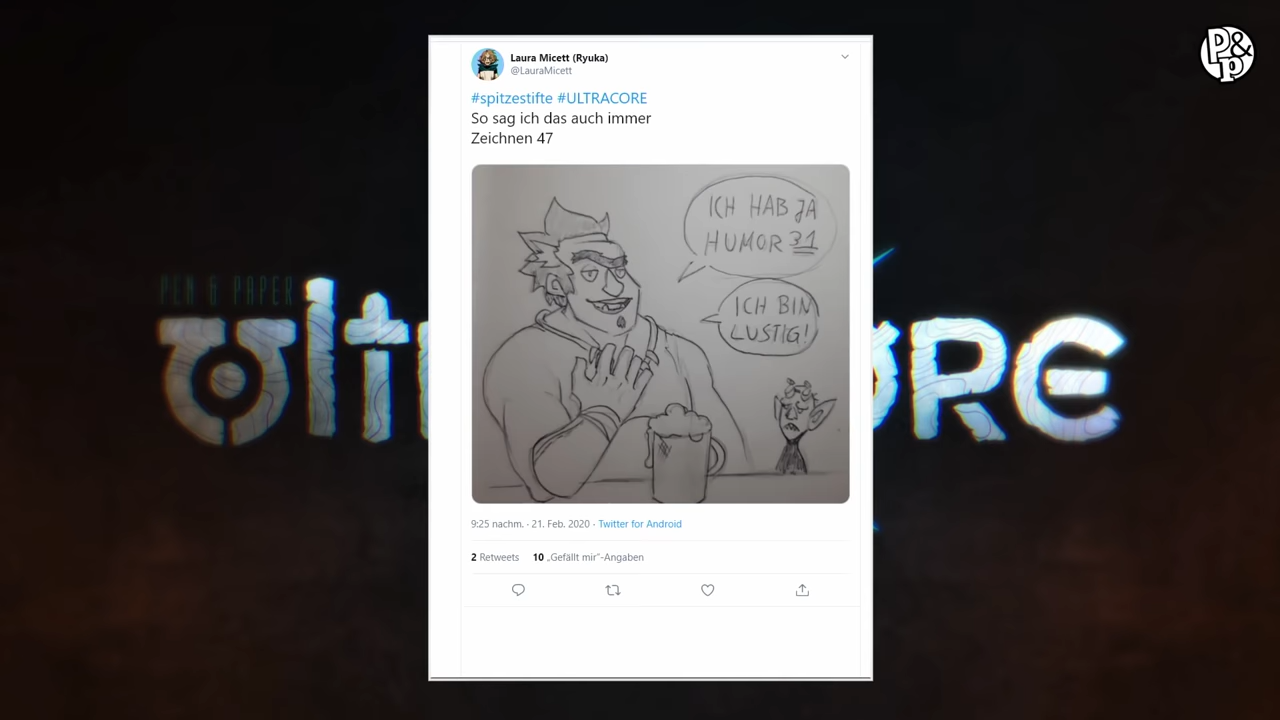 P&P
Laura Micett (Ryuka)
@LauraMicett
#spitzestifte #ULTRACORE
So sag ich das auch immer
Zeichnen 47
ICH HAB JA
HUMOR 31
ICH BIN
LUSTIG!
PEN & PAPER
9:25 nachm. · 21. Feb. 2020 · Twitter for Android
2 Retweets 10 „Gefällt mir“-Angaben